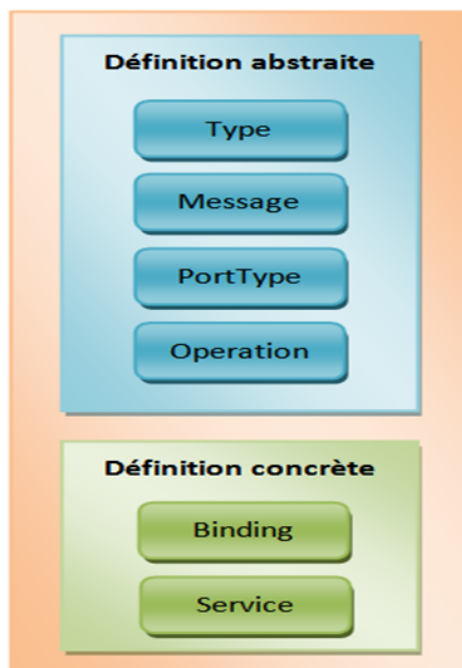 Définition abstraite
Type
Message
PortType
Operation
Définition concrète
Binding
Service